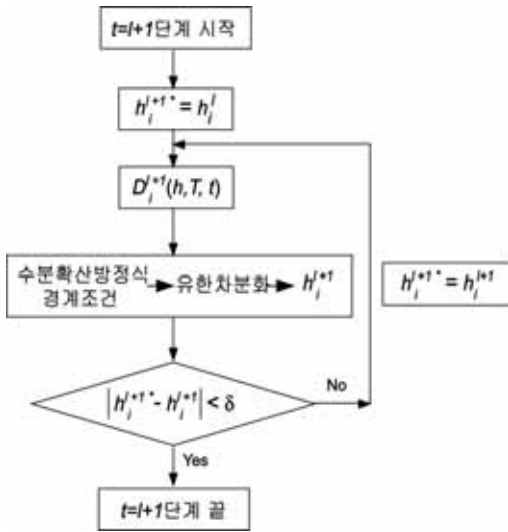 t=l+1단계 시작
h_i^{l+1 *} = h_i^l
D_i^{l+1}(h,T, t)
수분확산방정식
경계조건 → 유한차분화 → h_i^{l+1}
h_i^{l+1 *} = h_i^{l+1}
|h_i^{l+1 *} - h_i^{l+1}| < δ
No
Yes
t=l+1단계 끝